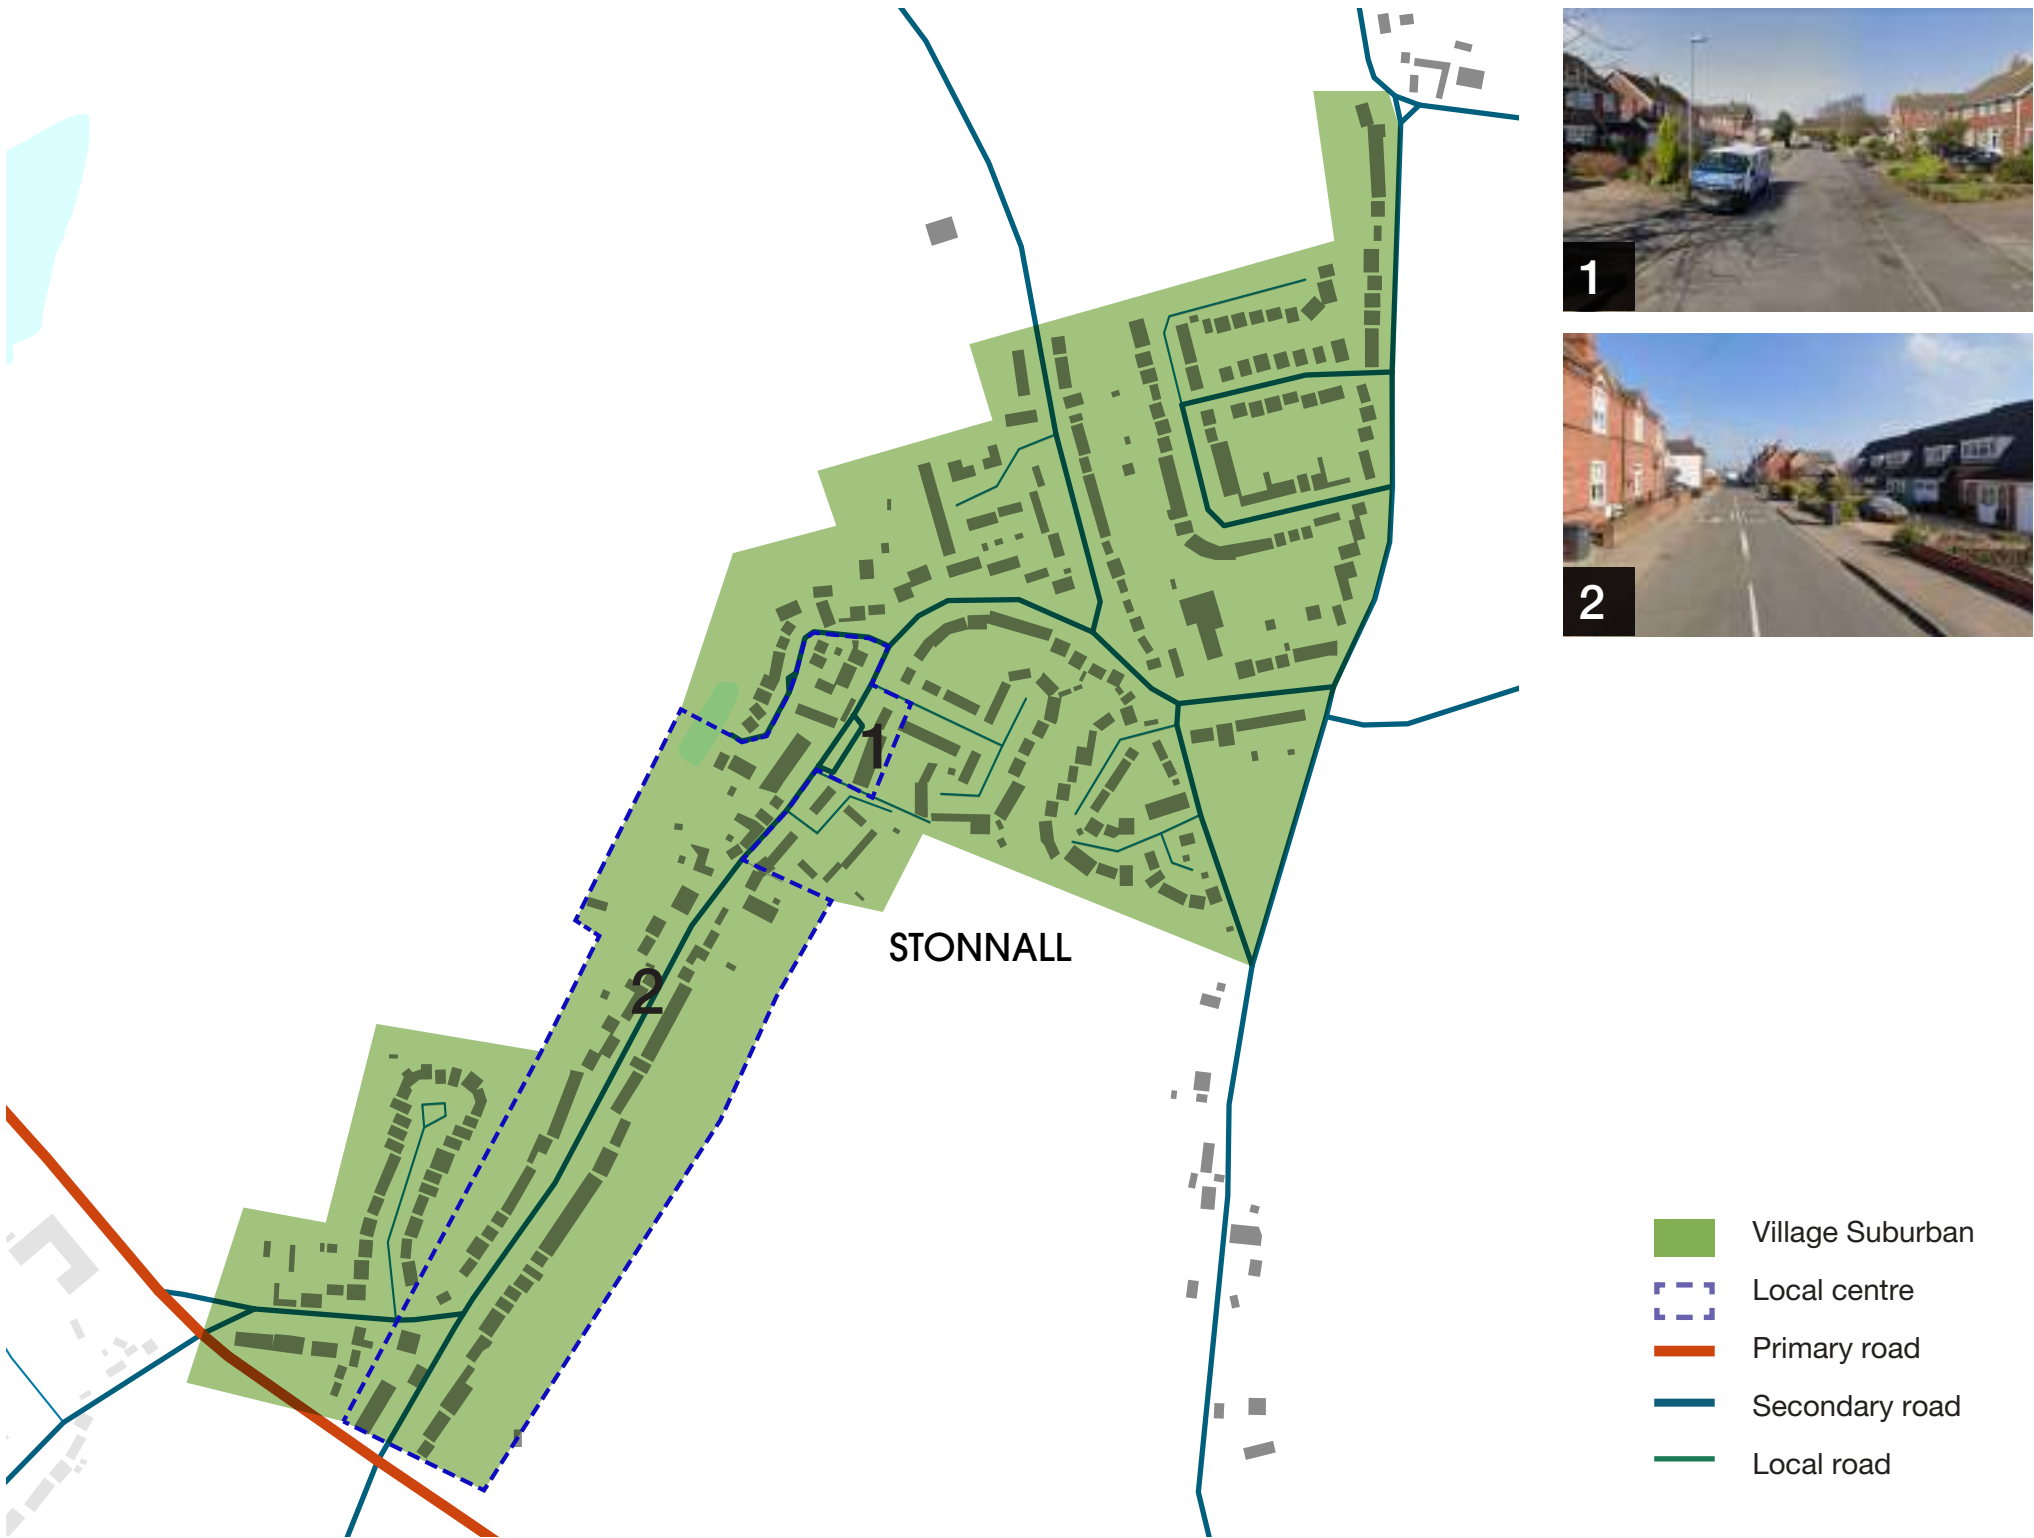 1
2
1
2
STONNALL
Village Suburban
Local centre
Primary road
Secondary road
Local road